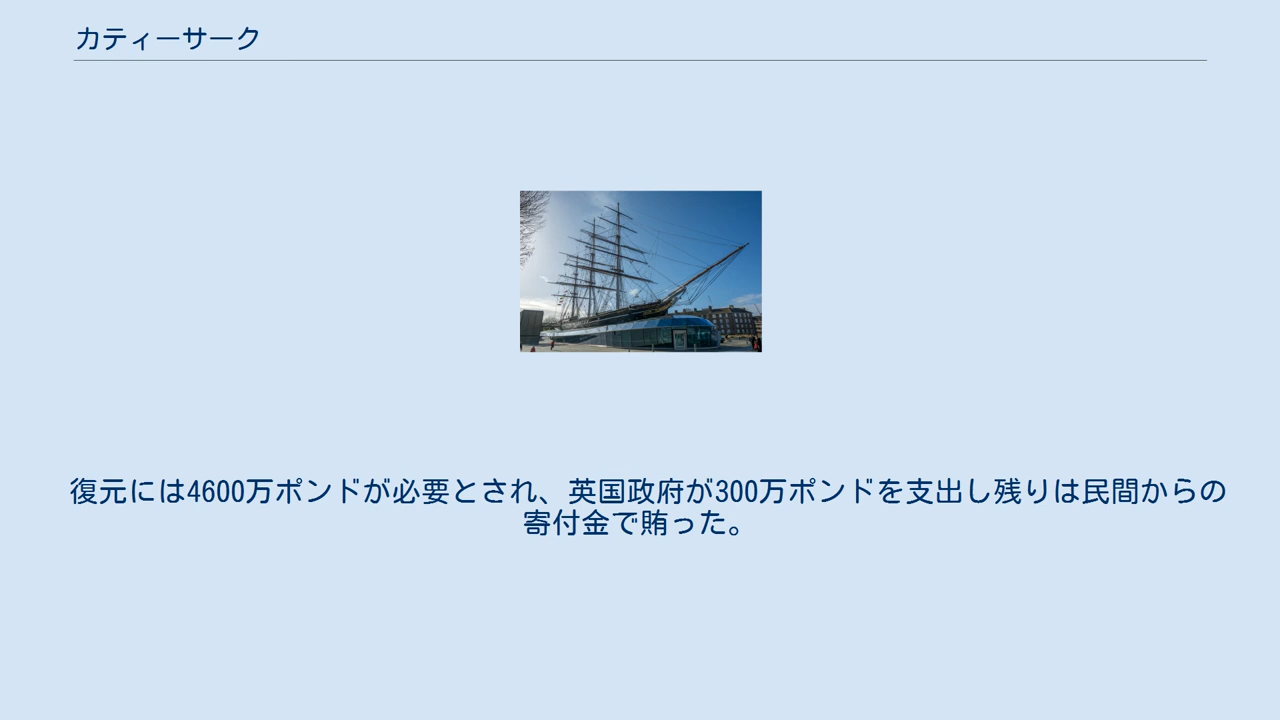 カティーサーク
復元には4600万ポンドが必要とされ、英国政府が300万ポンドを支出し残りは民間からの
寄付金で賄った。